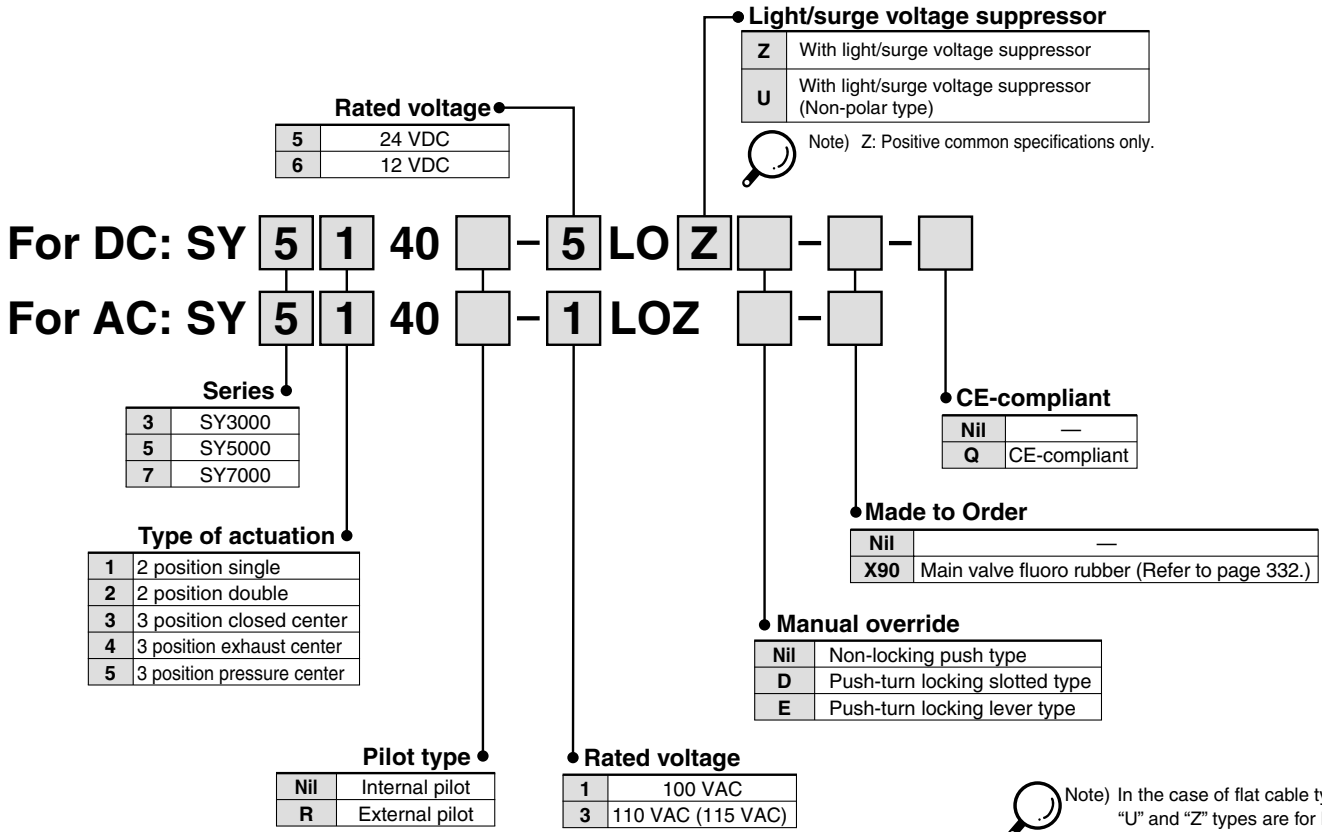 Light/surge voltage suppressor
Z With light/surge voltage suppressor
U With light/surge voltage suppressor
(Non-polar type)
Note) Z: Positive common specifications only.
Rated voltage
5 24 VDC
6 12 VDC
For DC: SY 5 1 40 – 5 LO Z – –
For AC: SY 5 1 40 – 1 LOZ –
Series
3 SY3000
5 SY5000
7 SY7000
CE-compliant
Nil —
Q CE-compliant
Type of actuation
1 2 position single
2 2 position double
3 3 position closed center
4 3 position exhaust center
5 3 position pressure center
Made to Order
Nil —
X90 Main valve fluoro rubber (Refer to page 332.)
Manual override
Nil Non-locking push type
D Push-turn locking slotted type
E Push-turn locking lever type
Pilot type
Nil Internal pilot
R External pilot
Rated voltage
1 100 VAC
3 110 VAC (115 VAC)
Note) In the case of flat cable
"U" and "Z" types are for